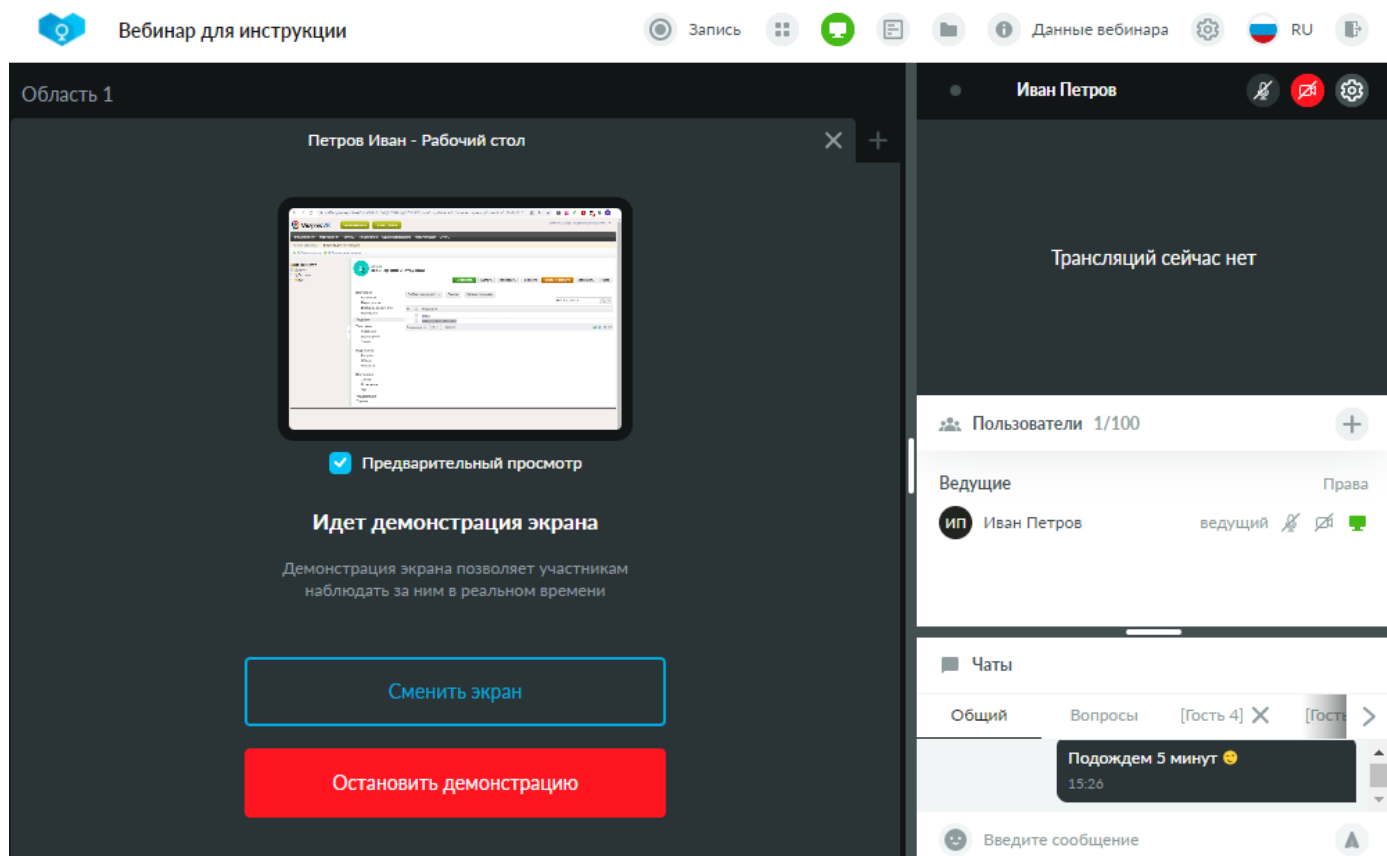 Вебинар для инструкции
Запись
Данные вебинара
RU
Область 1
Петров Иван - Рабочий стол
Предварительный просмотр
Идет демонстрация экрана
Демонстрация экрана позволяет участникам
наблюдать за ним в реальном времени
Сменить экран
Остановить демонстрацию
Иван Петров
Трансляций сейчас нет
Пользователи 1/100
Ведущие Права
ИП Иван Петров ведущий
Чаты
Общий Вопросы [Гость 4]
Подождем 5 минут 😊
15:26
Введите сообщение